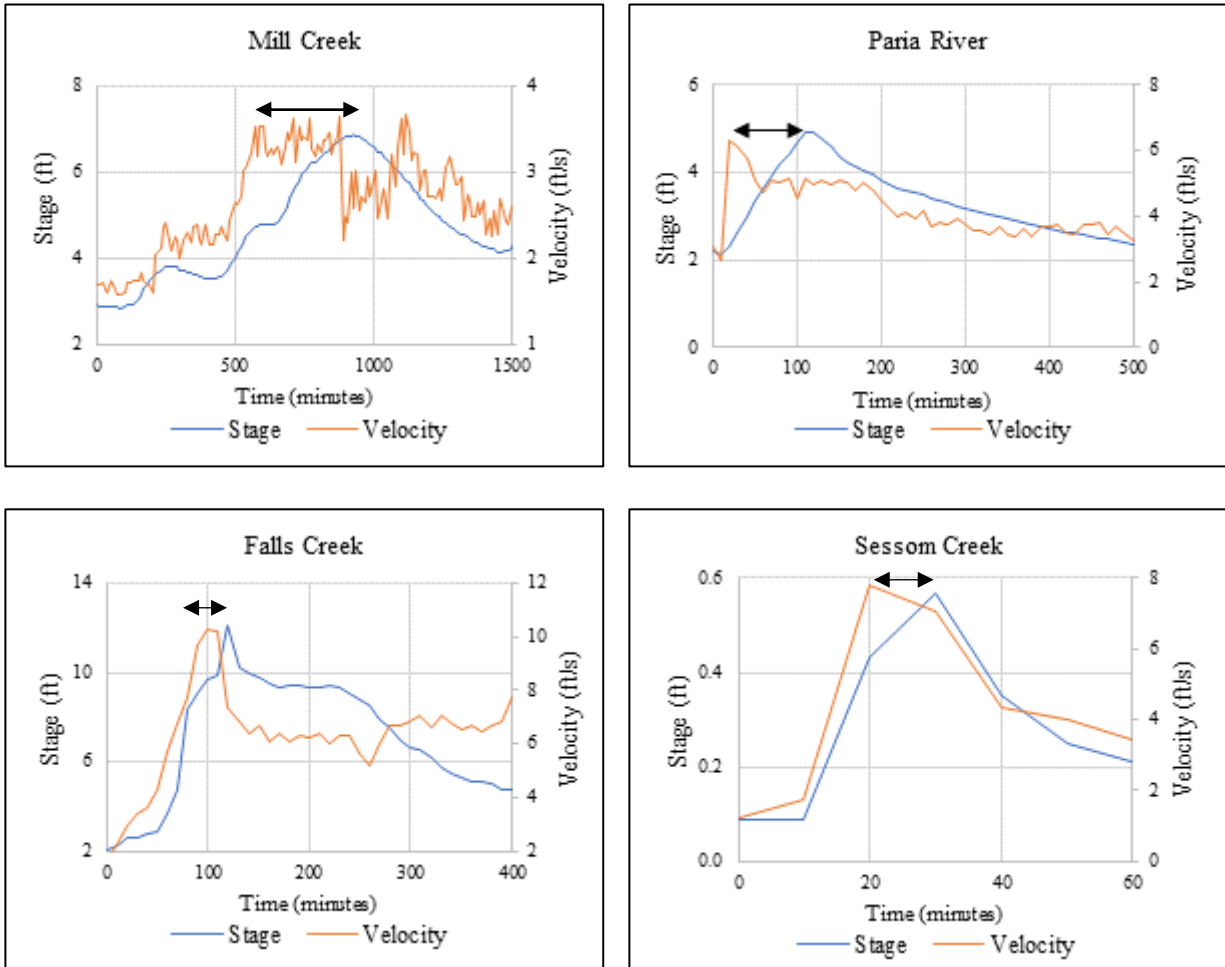 Mill Creek
8
6
4
2
4
3
2
1
Stage (ft)
Velocity (ft/s)
0 500 1000 1500
Time (minutes)
Stage Velocity
Paria River
6
4
2
0
8
6
4
2
0
Stage (ft)
Velocity (ft/s)
0 100 200 300 400 500
Time (minutes)
Stage Velocity
Falls Creek
14
10
6
2
12
10
8
6
4
2
Stage (ft)
Velocity (ft/s)
0 100 200 300 400
Time (minutes)
Stage Velocity
Sessom Creek
0.6
0.4
0.2
0.0
8
6
4
2
0
Stage (ft)
Velocity (ft/s)
0 20 40 60
Time (minutes)
Stage Velocity